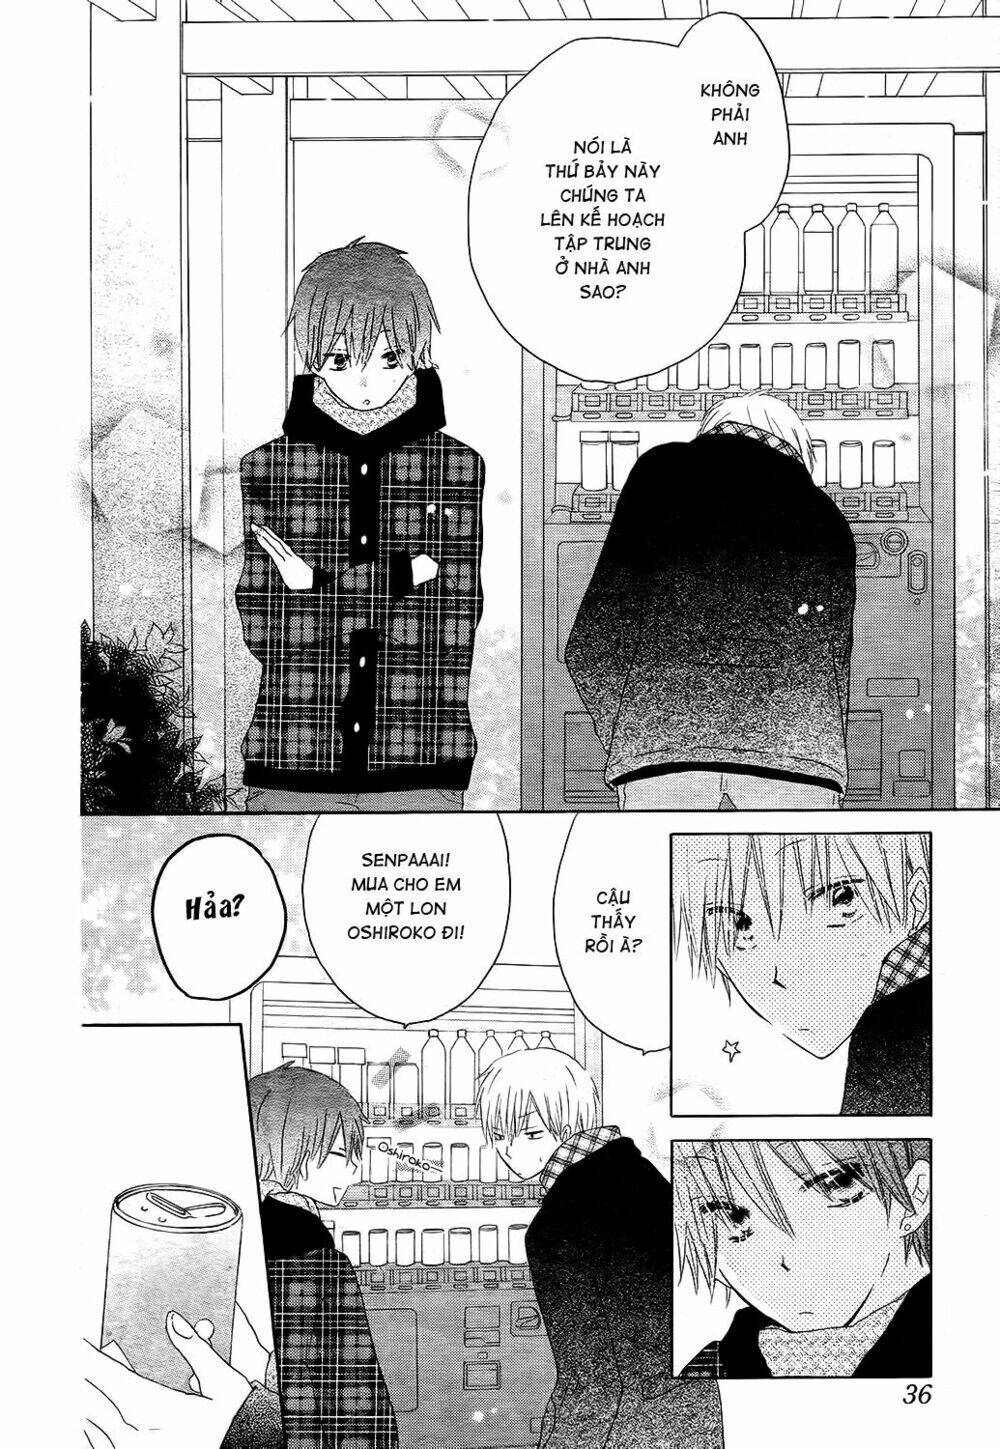 KHÔNG
PHẢI
ANH
NÓI LÀ
THỨ BẢY NÀY
CHÚNG TA
LÊN KẾ HOẠCH
TẬP TRUNG
Ở NHÀ ANH
SAO?
CẬU
THẤY
RỒI À?
SENPAAAI!
MUA CHO EM
MỘT LON
OSHIROKO ĐI!
Hảa?
Oshiroko~
36